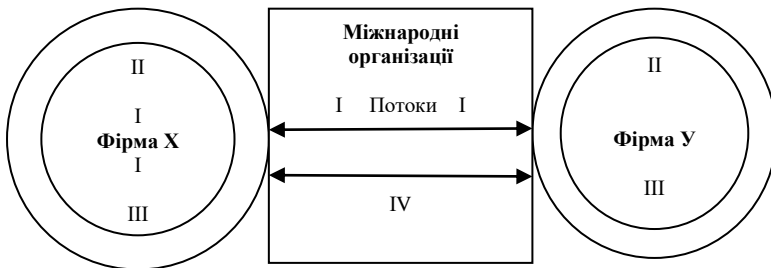 II
I
Фірма Х
I
III
Міжнародні
організації
I Потоки I
IV
II
Фірма У
III